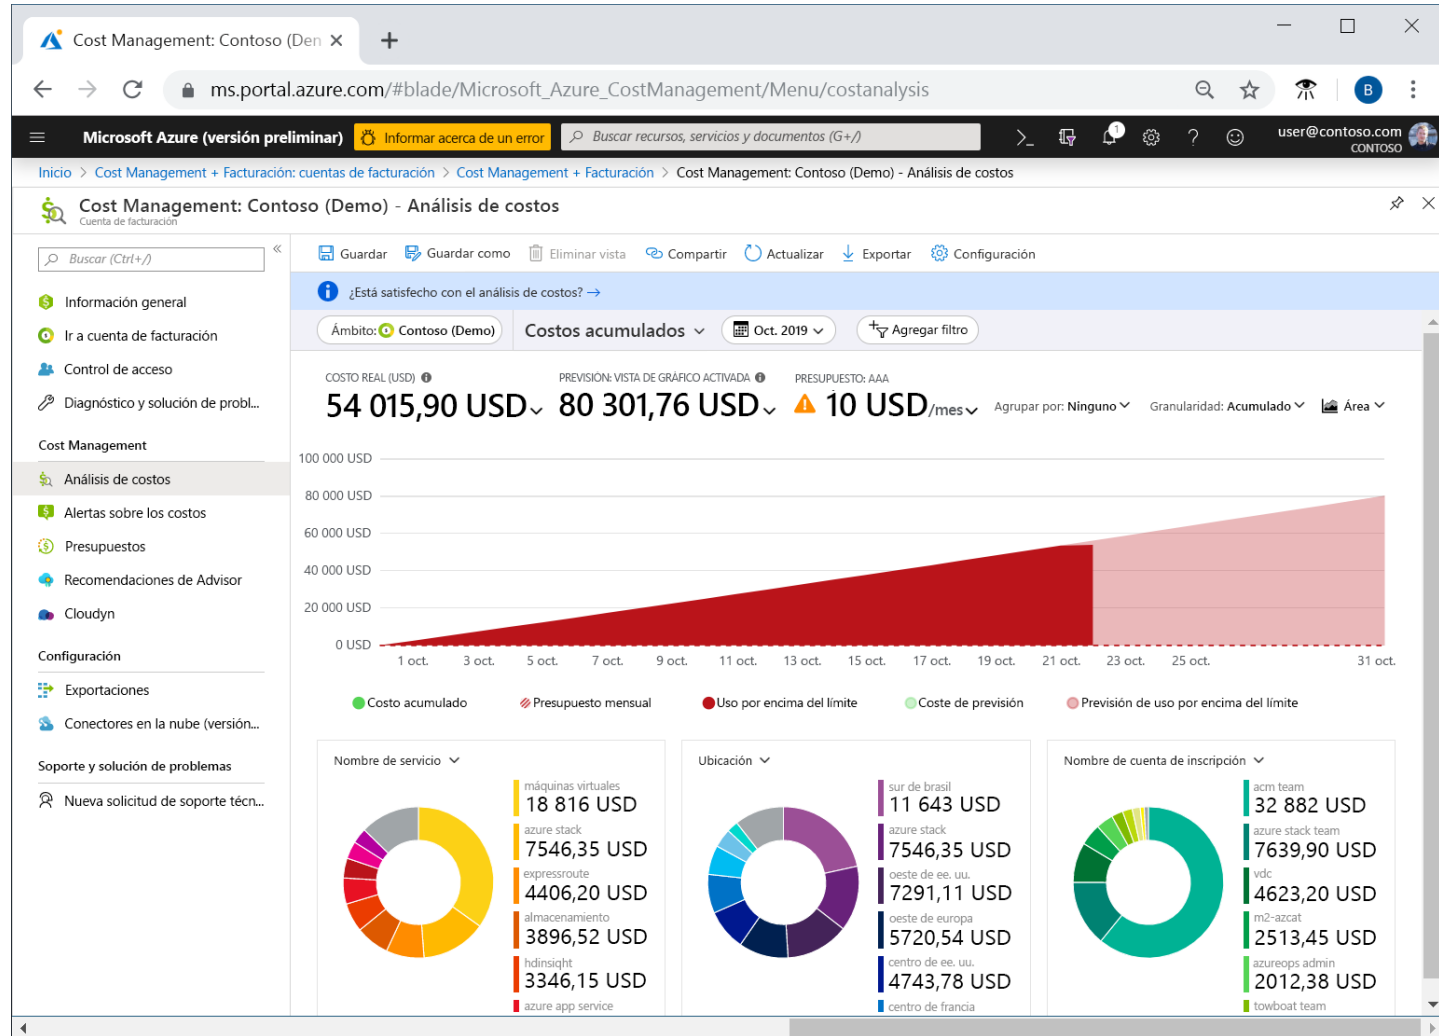 Cost Management: Contoso (Den
ms.portal.azure.com/#blade/Microsoft_Azure_CostManagement/Menu/costanalysis
B
Microsoft Azure (versión preliminar)
Informar acerca de un error
Buscar recursos, servicios y documentos (G+/)
1
user@contoso.com
CONTOSO
Inicio > Cost Management + Facturación: cuentas de facturación > Cost Management + Facturación > Cost Management: Contoso (Demo) - Análisis de costos
Cost Management: Contoso (Demo) - Análisis de costos
Cuenta de facturación
Buscar (Ctrl+/)
Información general
Ir a cuenta de facturación
Control de acceso
Diagnóstico y solución de probl...
Cost Management
Análisis de costos
Alertas sobre los costos
Presupuestos
Recomendaciones de Advisor
Cloudyn
Configuración
Exportaciones
Conectores en la nube (versión...
Soporte y solución de problemas
Nueva solicitud de soporte técn...
Guardar Guardar como Eliminar vista Compartir Actualizar Exportar Configuración
¿Está satisfecho con el análisis de costos? →
Ámbito: Contoso (Demo) Costos acumulados Oct. 2019 Agregar filtro
COSTO REAL (USD)
54 015,90 USD
PREVISIÓN: VISTA DE GRÁFICO ACTIVADA
80 301,76 USD
PRESUPUESTO: AAA
10 USD/mes
Agrupar por: Ninguno Granularidad: Acumulado Área
100 000 USD
80 000 USD
60 000 USD
40 000 USD
20 000 USD
0 USD
1 oct. 3 oct. 5 oct. 7 oct. 9 oct. 11 oct. 13 oct. 15 oct. 17 oct. 19 oct. 21 oct. 23 oct. 25 oct. 31 oct.
Costo acumulado Presupuesto mensual Uso por encima del límite Coste de previsión Previsión de uso por encima del límite
Nombre de servicio
máquinas virtuales
18 816 USD
azure stack
7546,35 USD
expressroute
4406,20 USD
almacenamiento
3896,52 USD
hdinsight
3346,15 USD
azure app service
Ubicación
sur de brasil
11 643 USD
azure stack
7546,35 USD
oeste de ee. uu.
7291,11 USD
oeste de europa
5720,54 USD
centro de ee. uu.
4743,78 USD
centro de francia
Nombre de cuenta de inscripción
acm team
32 882 USD
azure stack team
7639,90 USD
vdc
4623,20 USD
m2-azcat
2513,45 USD
azureops admin
2012,38 USD
towboat team